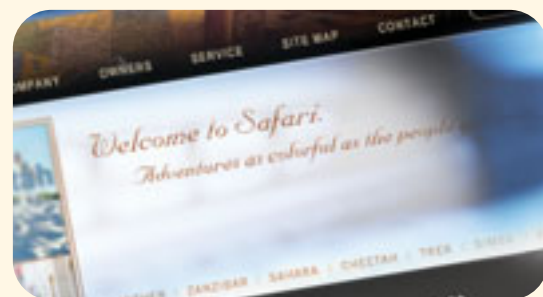 COMPANY OWNERS SERVICE SITE MAP CONTACT
Welcome to Safari.
Adventures as colorful as the people
ZANZIBAR | SAHARA | CHEETAH | TREK | SIMBA